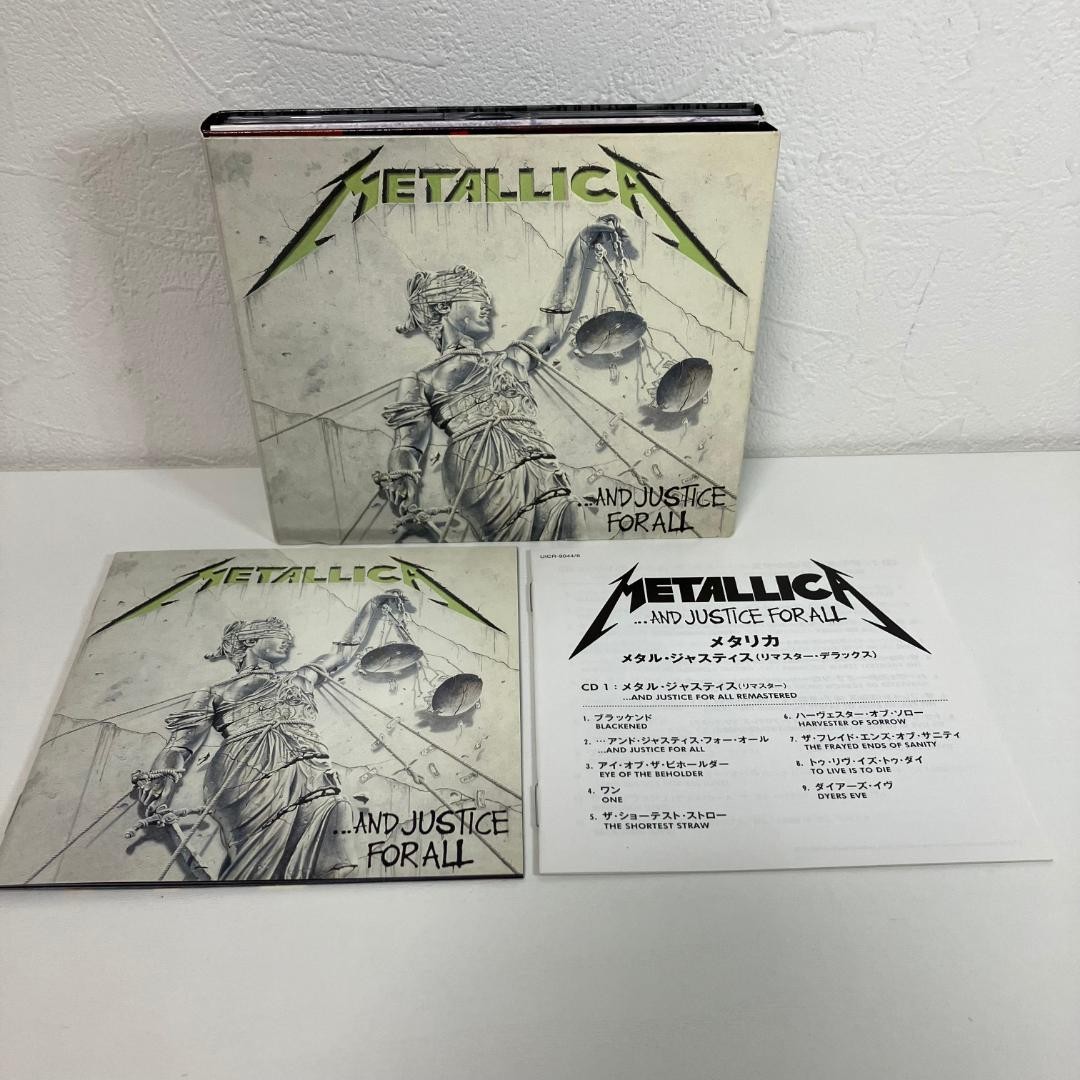 METALLICA
...AND JUSTICE
FOR ALL
METALLICA
...AND JUSTICE
FOR ALL
METALLICA
...AND JUSTICE FOR ALL
メタリカ
メタル・ジャスティス(リマスター・デラックス)
CD 1 : メタル・ジャスティス(リマスター)
...AND JUSTICE FOR ALL REMASTERED
1. ブラッケンド
BLACKENED
2. …アンド・ジャスティス・フォー・オール
...AND JUSTICE FOR ALL
3. アイ・オブ・ザ・ビホールダー
EYE OF THE BEHOLDER
4. ワン
ONE
5. ザ・ショーテスト・ストロー
THE SHORTEST STRAW
6. ハーヴェスター・オブ・ソロー
HARVESTER OF SORROW
7. ザ・フレイド・エンズ・オブ・サニティ
THE FRAYED ENDS OF SANITY
8. トゥ・リヴ・イズ・トゥ・ダイ
TO LIVE IS TO DIE
9. ダイアーズ・イヴ
DYERS EVE